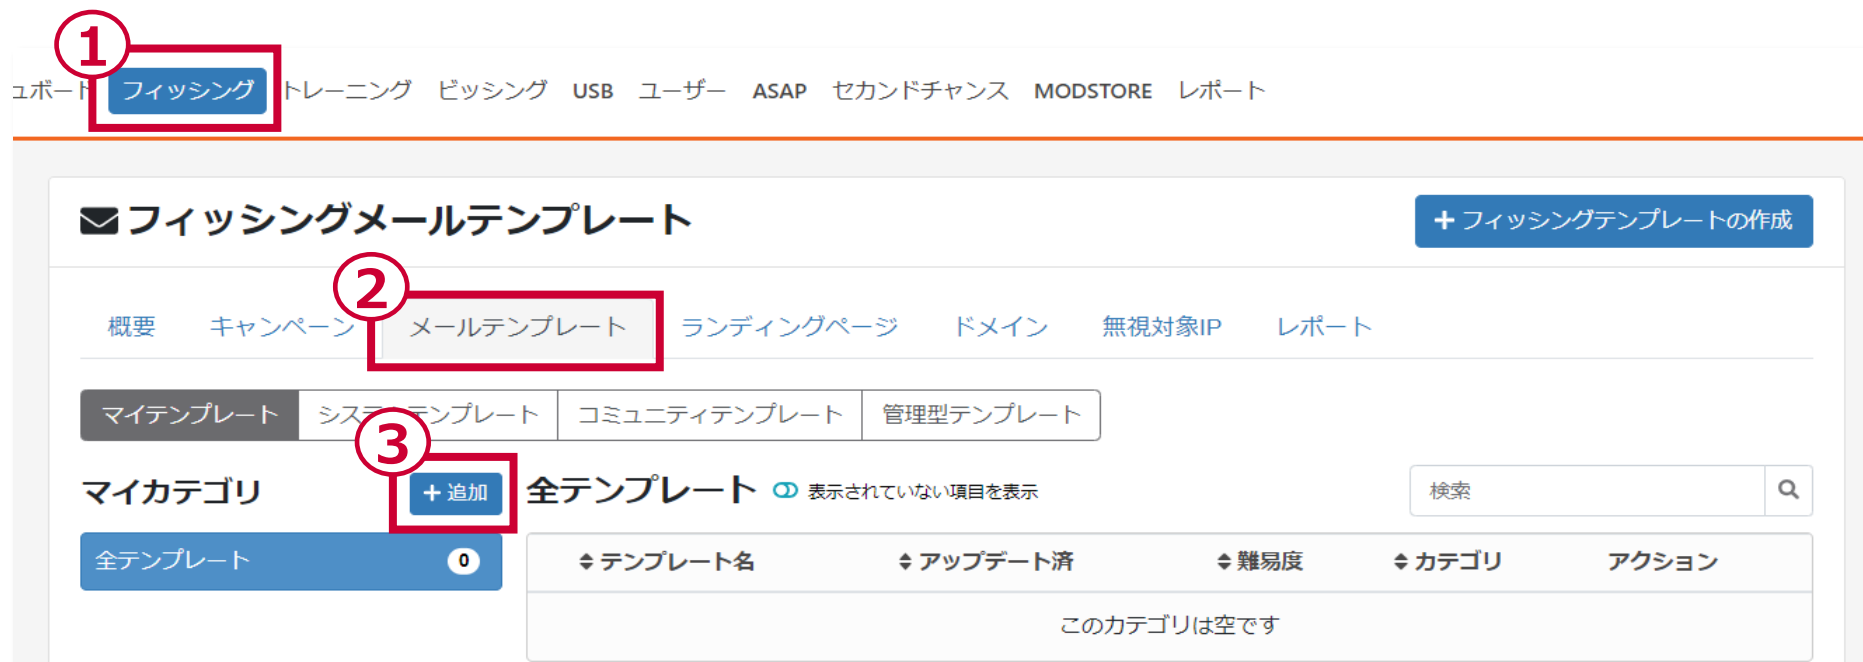 ①
ュボード フィッシング トレーニング ビッシング USB ユーザー ASAP セカンドチャンス MODSTORE レポート
フィッシングメールテンプレート
+ フィッシングテンプレートの作成
②
概要 キャンペーン メールテンプレート ランディングページ ドメイン 無視対象IP レポート
マイテンプレート システムテンプレート コミュニティテンプレート 管理型テンプレート
③
マイカテゴリ + 追加 全テンプレート 表示されていない項目を表示 検索
全テンプレート 0 テンプレート名 アップデート済 難易度 カテゴリ アクション
このカテゴリは空です